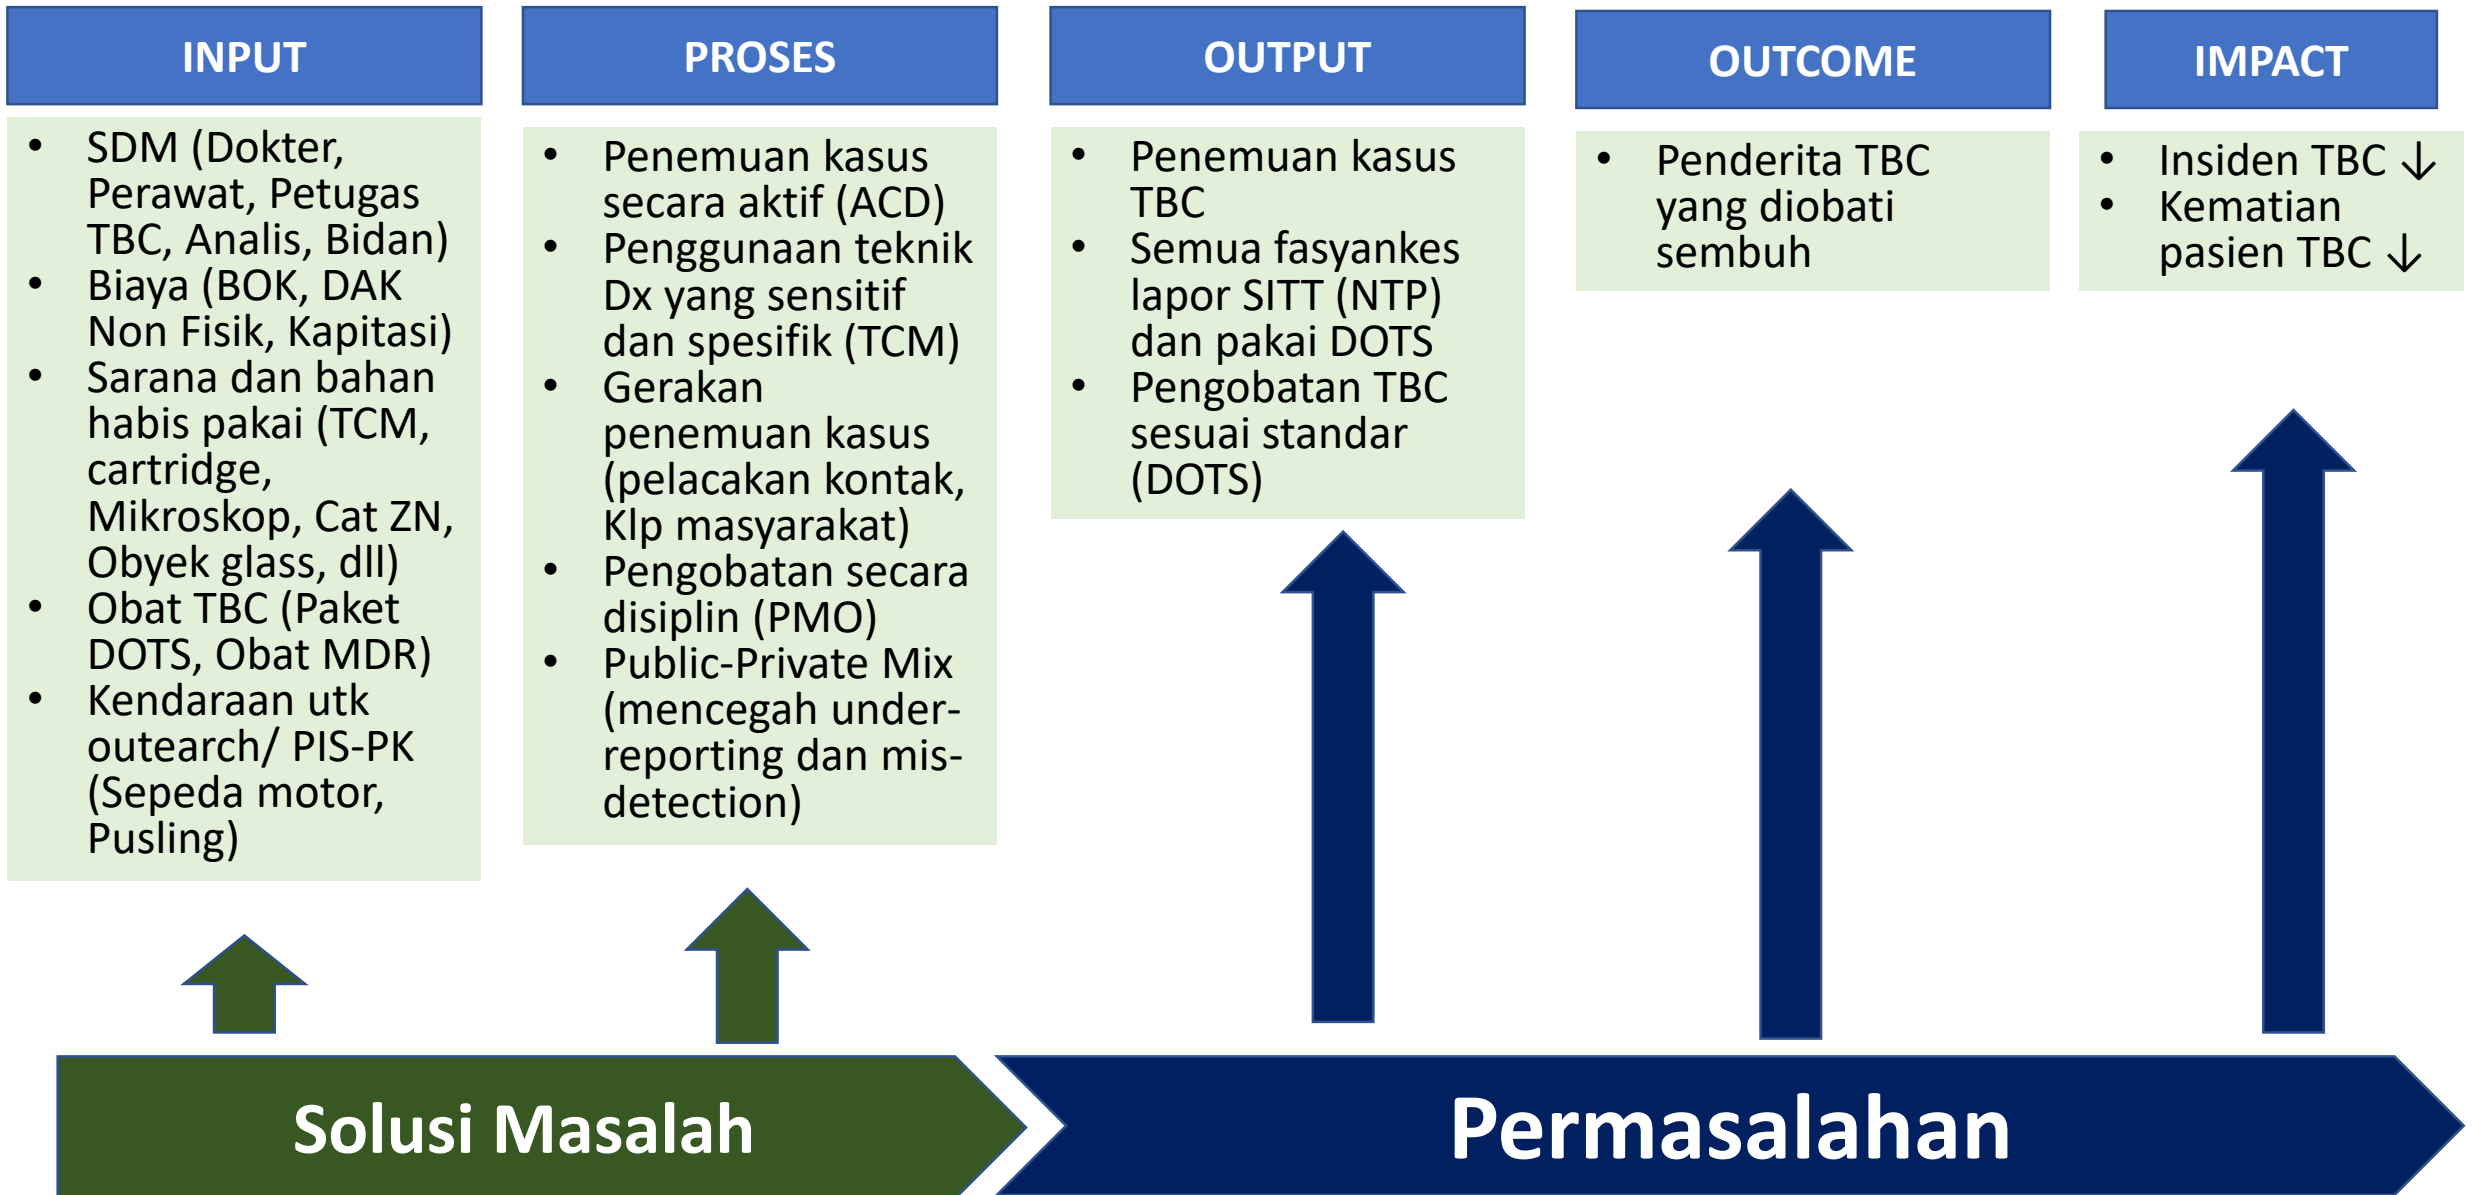 INPUT
• SDM (Dokter,
Perawat, Petugas
TBC, Analis, Bidan)
• Biaya (BOK, DAK
Non Fisik, Kapitasi)
• Sarana dan bahan
habis pakai (TCM,
cartridge,
Mikroskop, Cat ZN,
Obyek glass, dll)
• Obat TBC (Paket
DOTS, Obat MDR)
• Kendaraan utk
outearch/ PIS-PK
(Sepeda motor,
Pusling)
PROSES
• Penemuan kasus
secara aktif (ACD)
• Penggunaan teknik
Dx yang sensitif
dan spesifik (TCM)
• Gerakan
penemuan kasus
(pelacakan kontak,
Klp masyarakat)
• Pengobatan secara
disiplin (PMO)
• Public-Private Mix
(mencegah under-
reporting dan mis-
detection)
OUTPUT
• Penemuan kasus
TBC
• Semua fasyankes
lapor SITT (NTP)
dan pakai DOTS
• Pengobatan TBC
sesuai standar
(DOTS)
OUTCOME
• Penderita TBC
yang diobati
sembuh
IMPACT
• Insiden TBC ↓
• Kematian
pasien TBC ↓
Solusi Masalah
Permasalahan